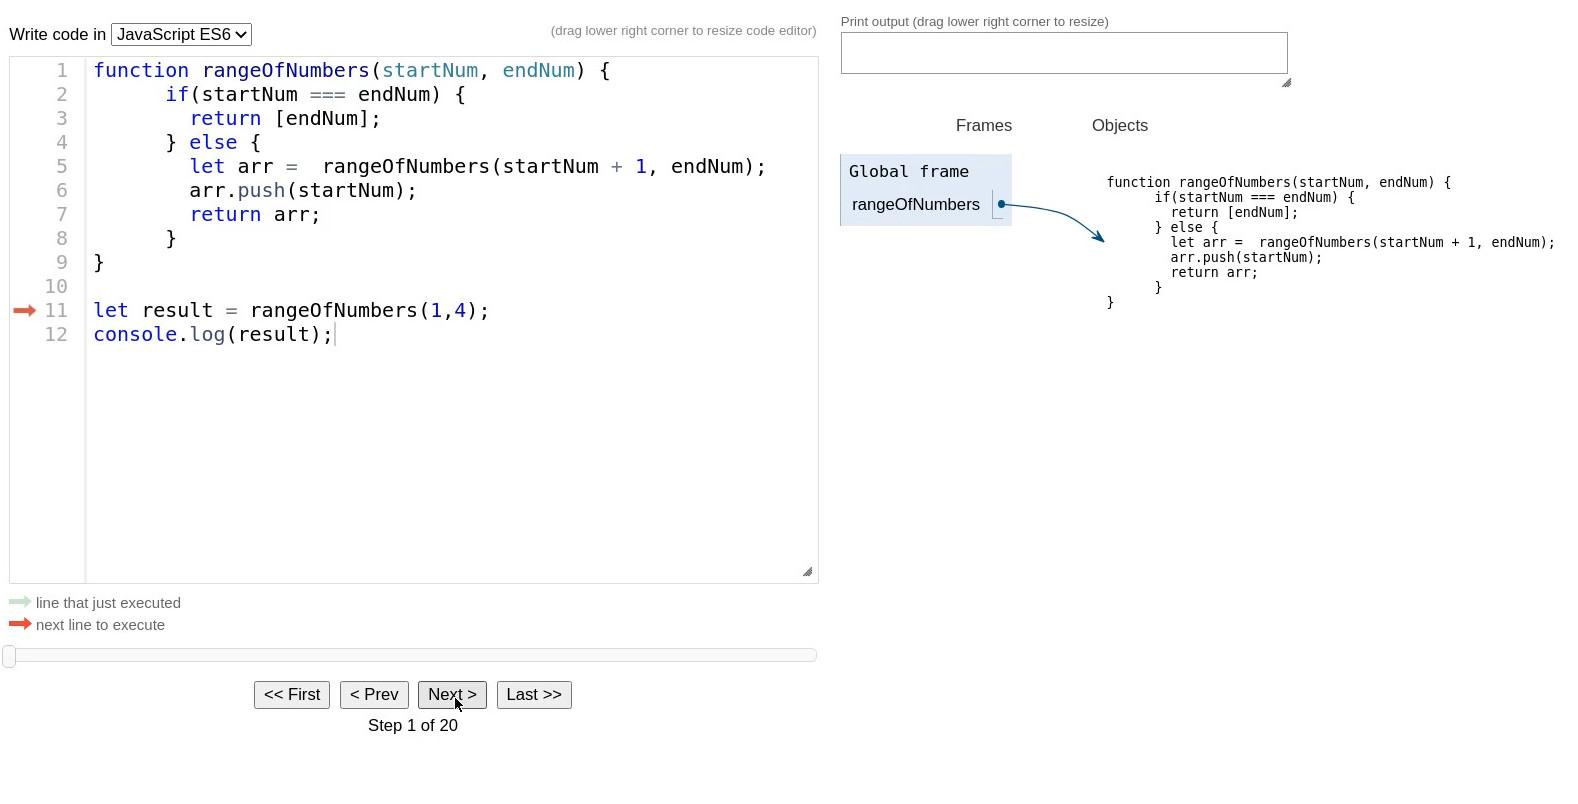 Write code in JavaScript ES6
(drag lower right corner to resize code editor)
1 function rangeOfNumbers(startNum, endNum) {
2       if(startNum === endNum) {
3         return [endNum];
4       } else {
5         let arr =  rangeOfNumbers(startNum + 1, endNum);
6         arr.push(startNum);
7         return arr;
8       }
9 }
10
11 let result = rangeOfNumbers(1,4);
12 console.log(result);
line that just executed
next line to execute
<< First
< Prev
Next >
Last >>
Step 1 of 20
Print output (drag lower right corner to resize)
Frames
Objects
Global frame
rangeOfNumbers
function rangeOfNumbers(startNum, endNum) {
      if(startNum === endNum) {
        return [endNum];
      } else {
        let arr =  rangeOfNumbers(startNum + 1, endNum);
        arr.push(startNum);
        return arr;
      }
}